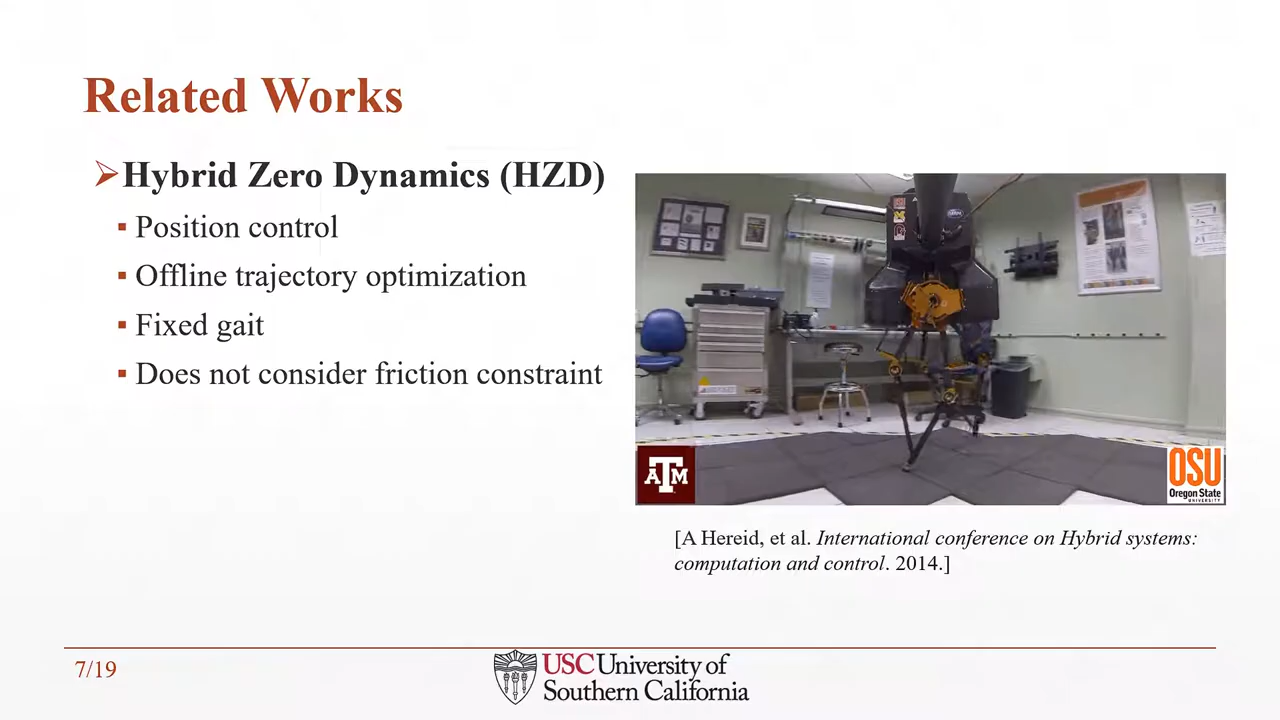 Related Works
Hybrid Zero Dynamics (HZD)
Position control
Offline trajectory optimization
Fixed gait
Does not consider friction constraint
ATM
OSU
Oregon State
UNIVERSITY
[A Hereid, et al. International conference on Hybrid systems:
computation and control. 2014.]
7/19
USC University of
Southern California